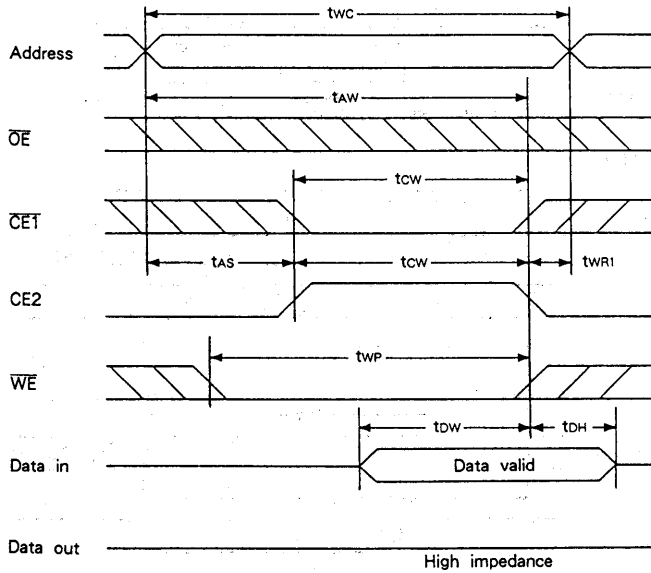 tWC
Address
tAW
OE
tCW
CE1
tAS
tCW
tWR1
CE2
tWP
WE
tDW
tDH
Data in
Data valid
Data out
High impedance